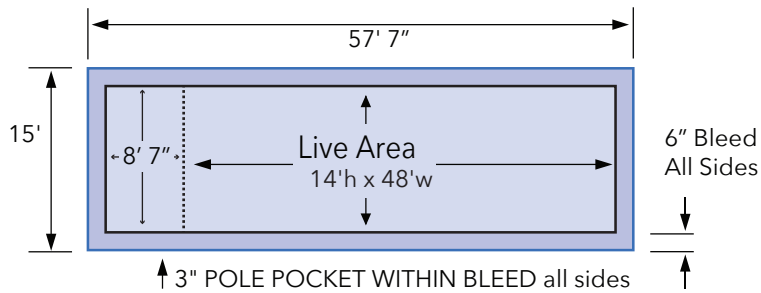 57' 7”
15'
8’ 7”
Live Area
14'h x 48'w
6” Bleed
All Sides
3" POLE POCKET WITHIN BLEED all sides